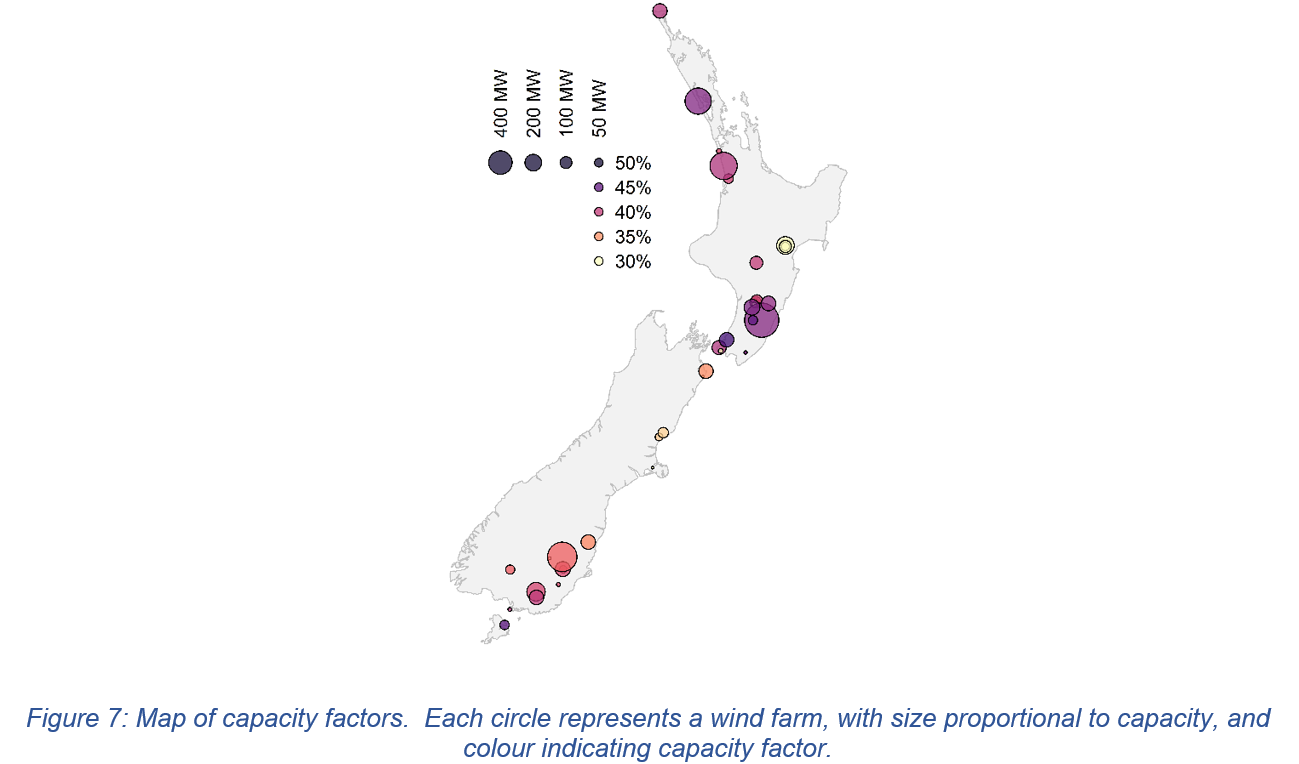 400 MW
200 MW
100 MW
50 MW
50%
45%
40%
35%
30%
Figure 7: Map of capacity factors.  Each circle represents a wind farm, with size proportional to capacity, and
colour indicating capacity factor.